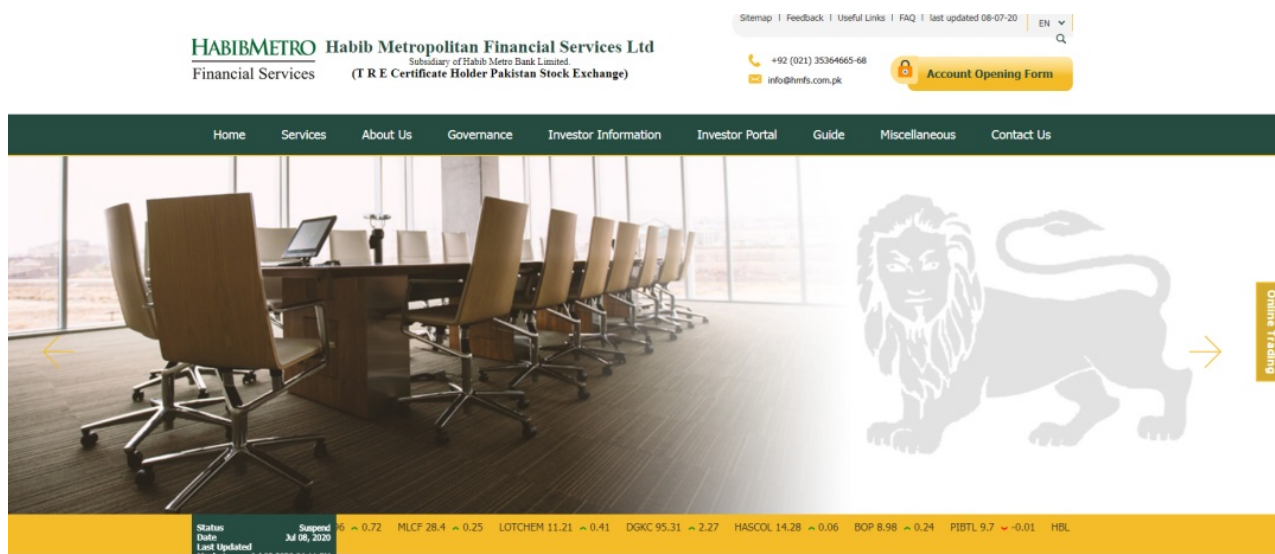 Sitemap | Feedback | Useful Links | FAQ | last updated 08-07-20
EN
HABIBMETRO
Financial Services
Habib Metropolitan Financial Services Ltd
Subsidiary of Habib Metro Bank Limited.
(T R E Certificate Holder Pakistan Stock Exchange)
+92 (021) 35364665-68
info@hmfs.com.pk
Account Opening Form
Home Services About Us Governance Investor Information Investor Portal Guide Miscellaneous Contact Us
Online Trading
Status Suspend
Date Jul 08, 2020
Last Updated
0.72 MLCF 28.4 0.25 LOTCHEM 11.21 0.41 DGKC 95.31 2.27 HASCOL 14.28 0.06 BOP 8.98 0.24 PIBTL 9.7 -0.01 HBL